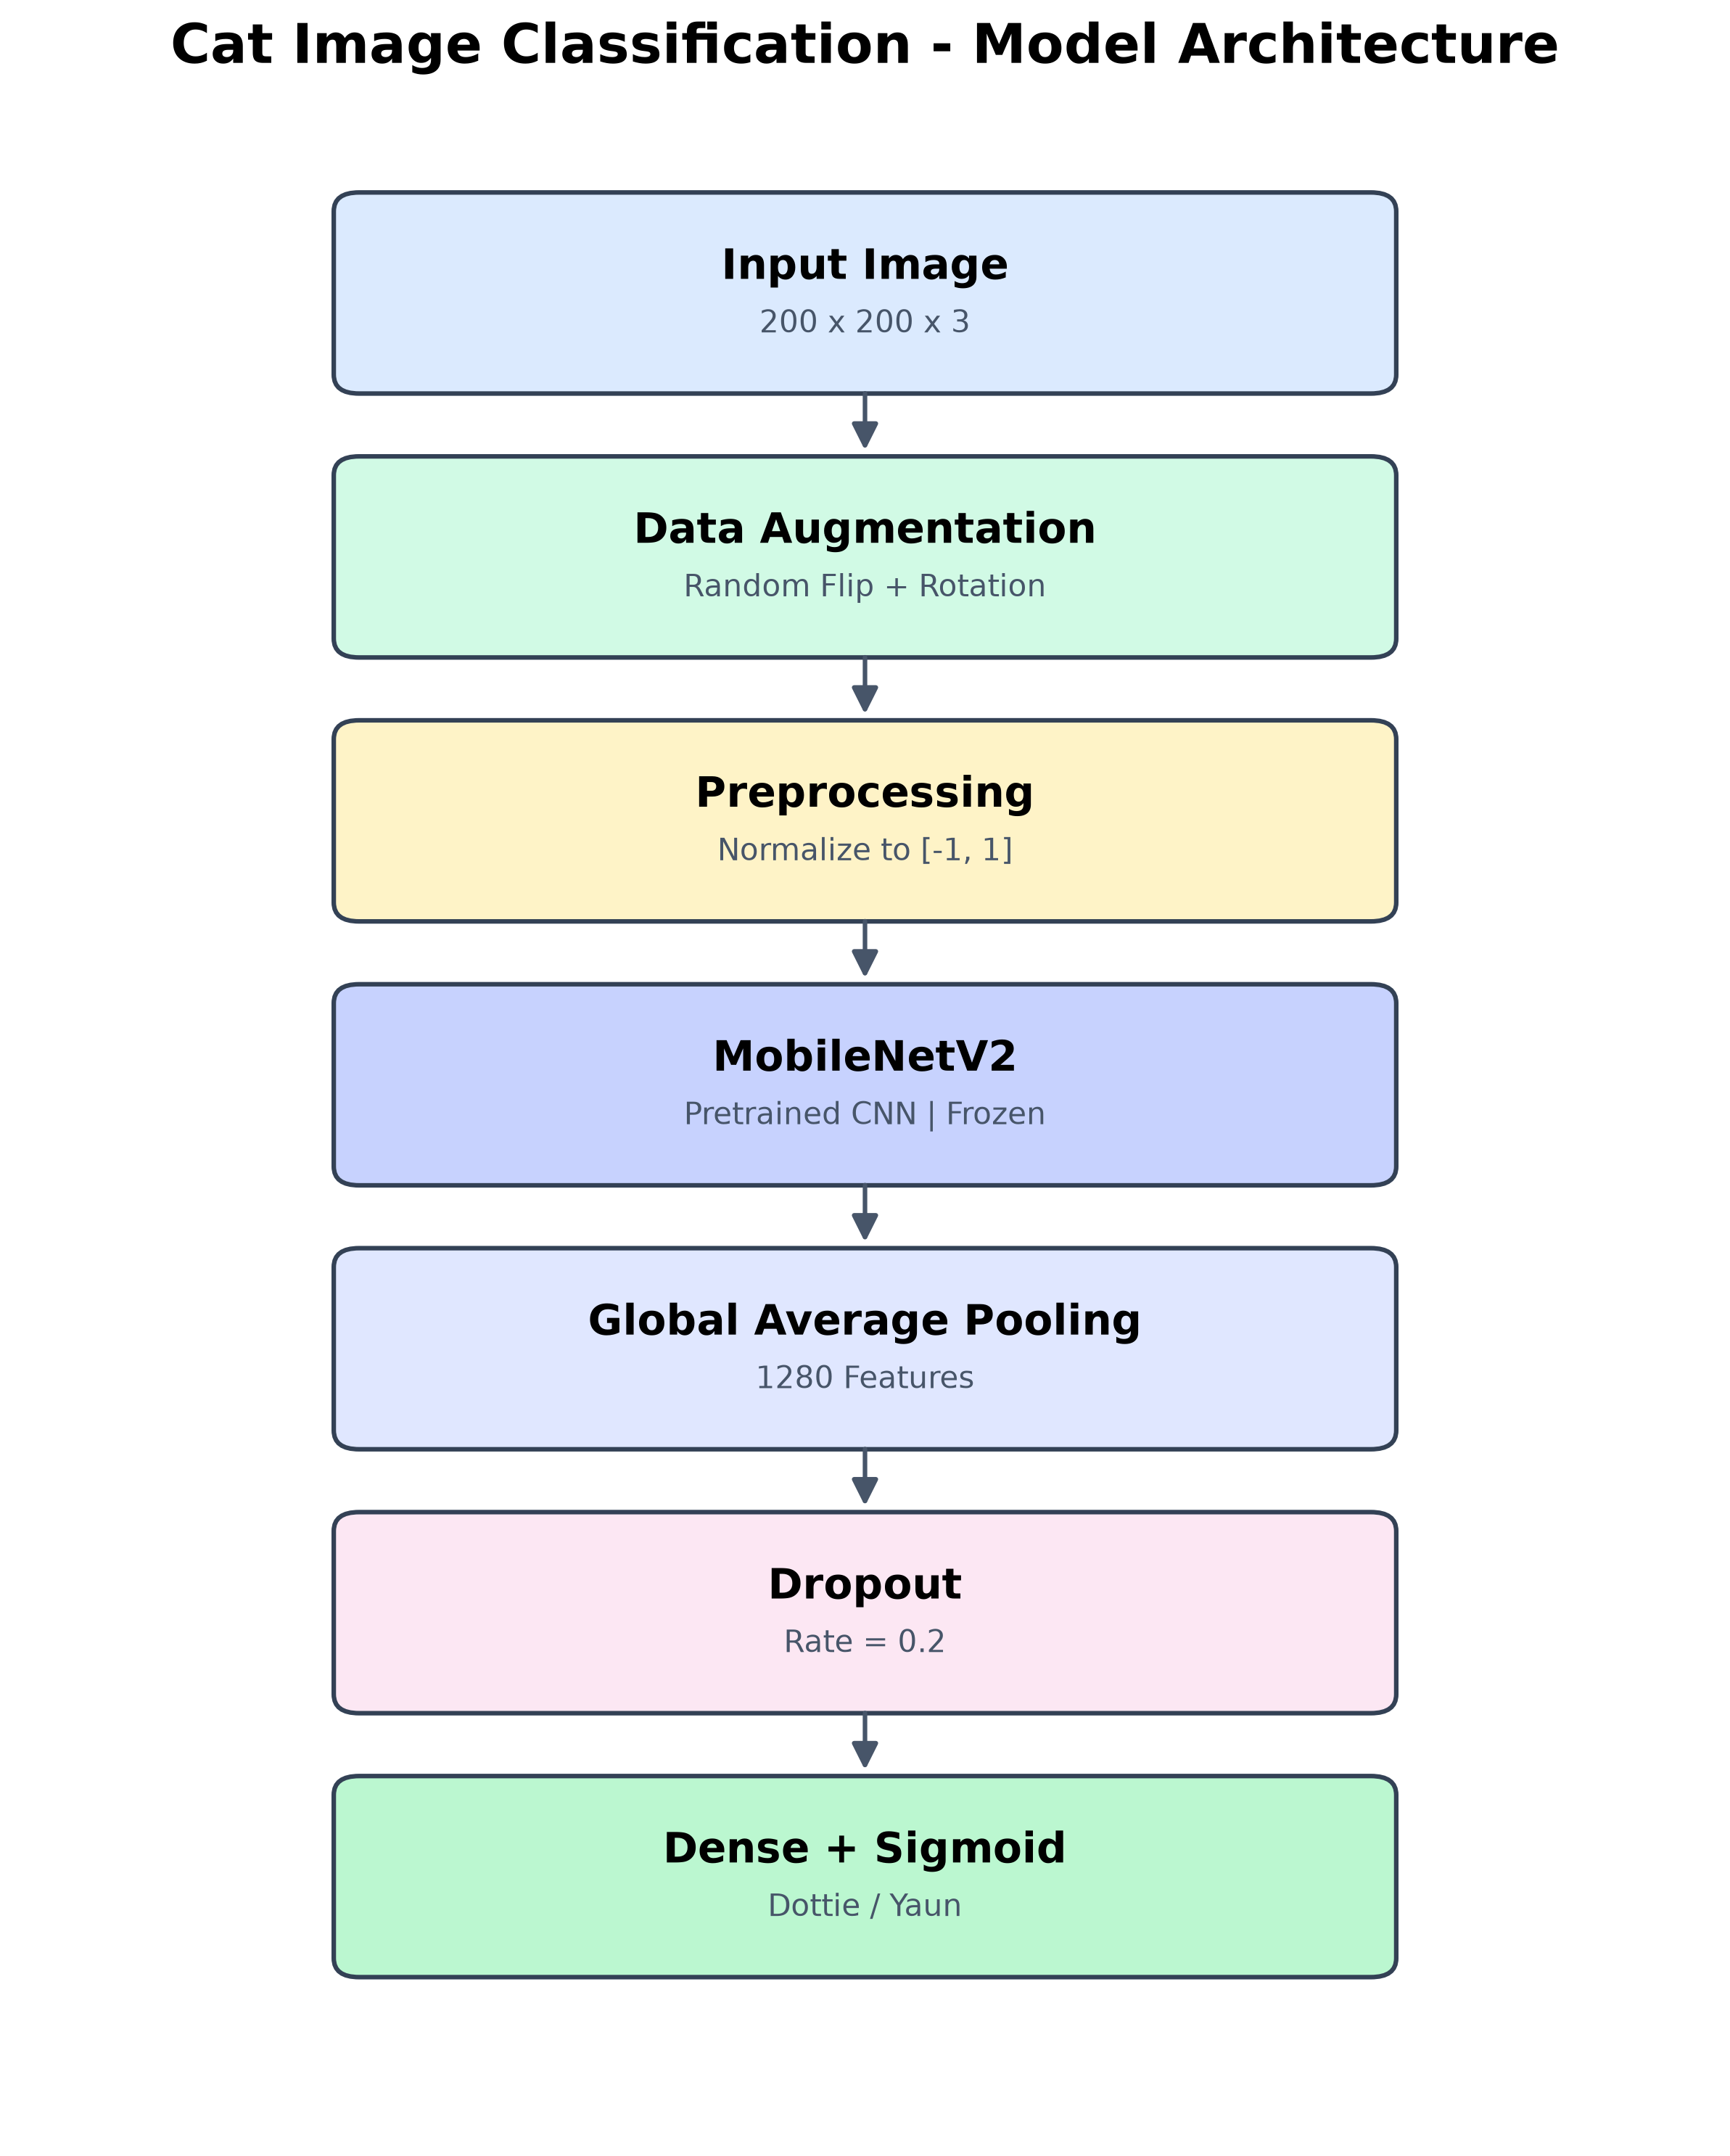 Cat Image Classification - Model Architecture
Input Image
200 x 200 x 3
Data Augmentation
Random Flip + Rotation
Preprocessing
Normalize to [-1, 1]
MobileNetV2
Pretrained CNN | Frozen
Global Average Pooling
1280 Features
Dropout
Rate = 0.2
Dense + Sigmoid
Dottie / Yaun